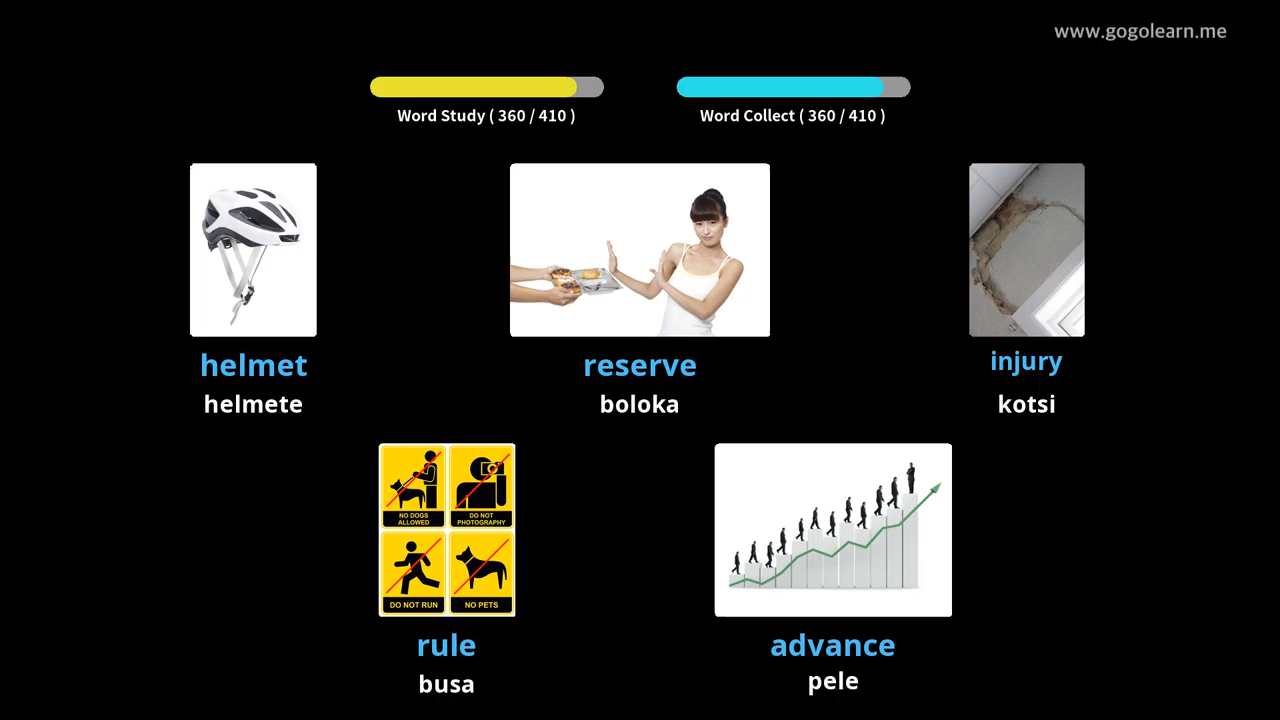 www.gogolearn.me
Word Study ( 360 / 410 )
Word Collect ( 360 / 410 )
helmet
helmete
reserve
boloka
injury
kotsi
NO DOGS
ALLOWED
DO NOT
PHOTOGRAPHY
DO NOT RUN
NO PETS
rule
busa
advance
pele